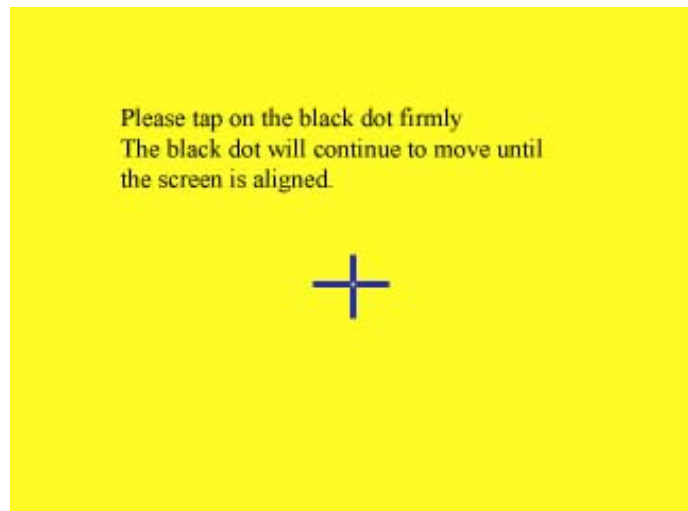 Please tap on the black dot firmly
The black dot will continue to move until
the screen is aligned.